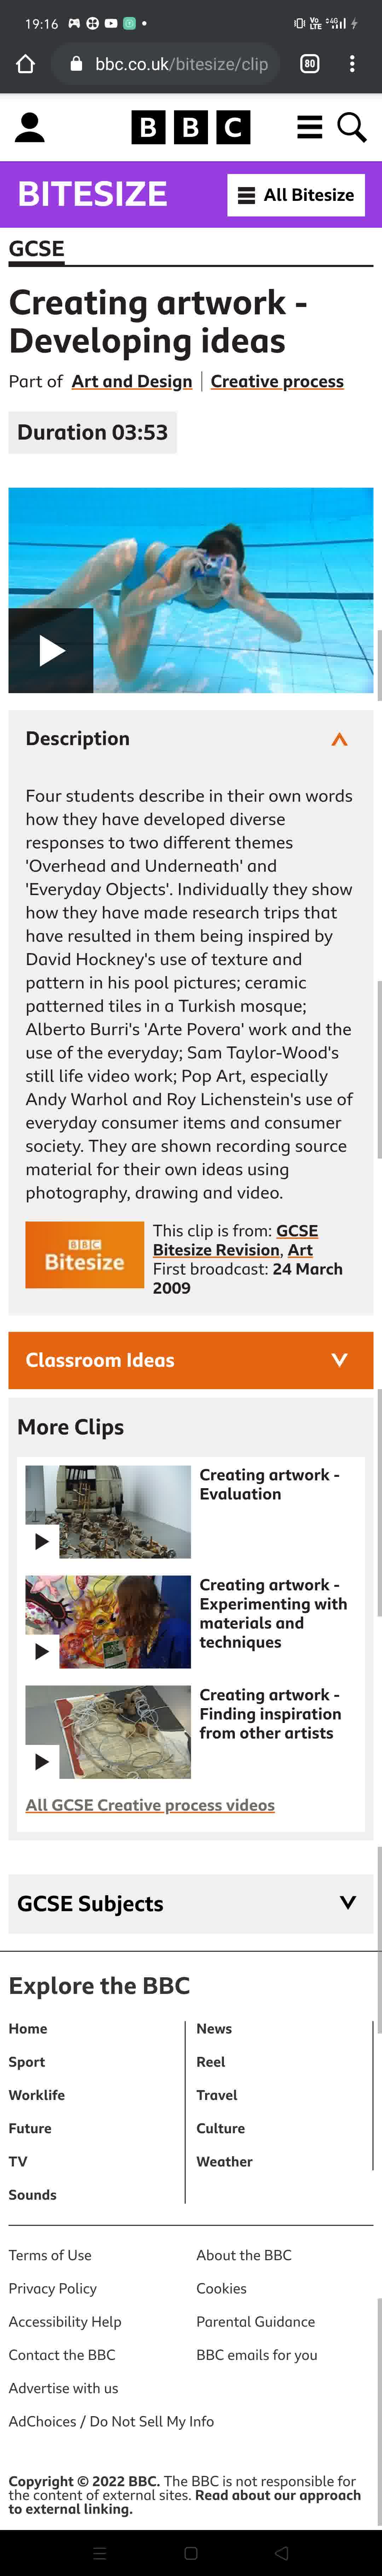 19:16
Vo LTE
4G
bbc.co.uk/bitesize/clip
80
BBC
BITESIZE
All Bitesize
GCSE
Creating artwork -
Developing ideas
Part of Art and Design | Creative process
Duration 03:53
Description
Four students describe in their own words
how they have developed diverse
responses to two different themes
'Overhead and Underneath' and
'Everyday Objects'. Individually they show
how they have made research trips that
have resulted in them being inspired by
David Hockney's use of texture and
pattern in his pool pictures; ceramic
patterned tiles in a Turkish mosque;
Alberto Burri's 'Arte Povera' work and the
use of the everyday; Sam Taylor-Wood's
still life video work; Pop Art, especially
Andy Warhol and Roy Lichenstein's use of
everyday consumer items and consumer
society. They are shown recording source
material for their own ideas using
photography, drawing and video.
BBC
Bitesize
This clip is from: GCSE
Bitesize Revision, Art
First broadcast: 24 March
2009
Classroom Ideas
More Clips
Creating artwork -
Evaluation
Creating artwork -
Experimenting with
materials and
techniques
Creating artwork -
Finding inspiration
from other artists
All GCSE Creative process videos
GCSE Subjects
Explore the BBC
Home
News
Sport
Reel
Worklife
Travel
Future
Culture
TV
Weather
Sounds
Terms of Use
About the BBC
Privacy Policy
Cookies
Accessibility Help
Parental Guidance
Contact the BBC
BBC emails for you
Advertise with us
AdChoices / Do Not Sell My Info
Copyright © 2022 BBC. The BBC is not responsible for
the content of external sites. Read about our approach
to external linking.